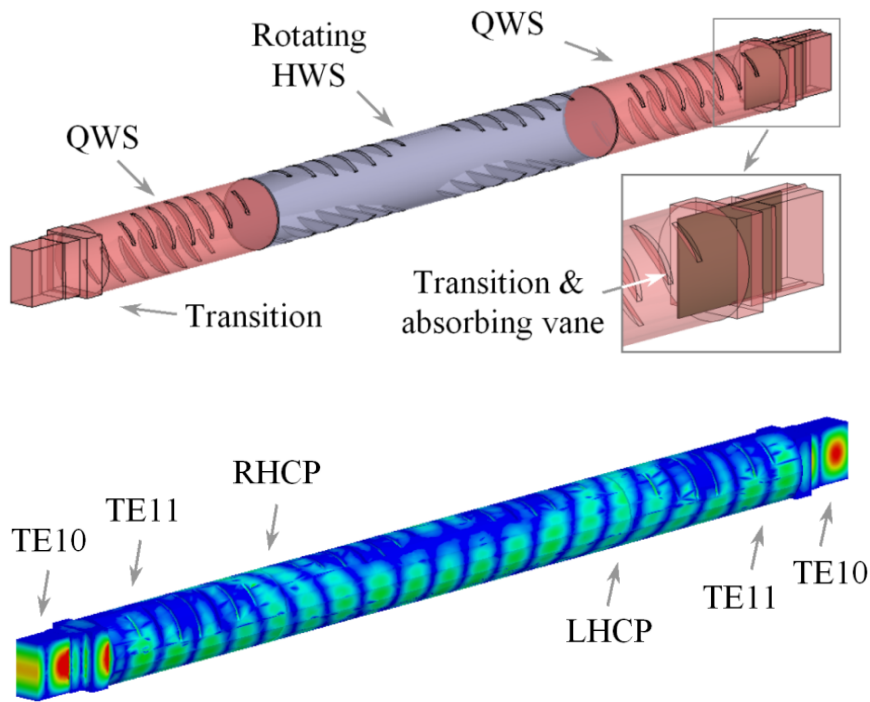 QWS
Rotating
HWS
QWS
Transition
Transition &
absorbing vane
TE10
TE11
RHCP
LHCP
TE11
TE10